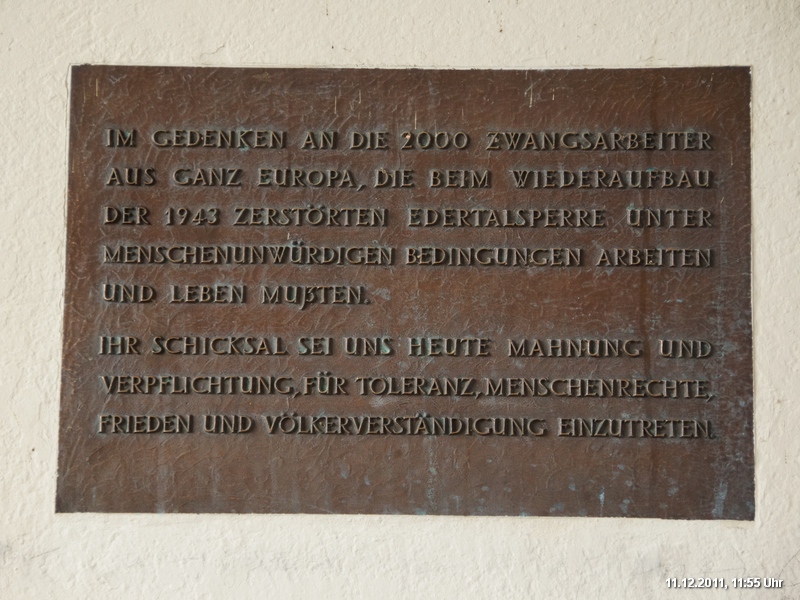 IM GEDENKEN AN DIE 2000 ZWANGSARBEITER
AUS GANZ EUROPA, DIE BEIM WIEDERAUFBAU
DER 1943 ZERSTÖRTEN EDERTALSPERRE UNTER
MENSCHENUNWÜRDIGEN BEDINGUNGEN ARBEITEN
UND LEBEN MUẞTEN.
IHR SCHICKSAL SEI UNS HEUTE MAHNUNG UND
VERPFLICHTUNG, FÜR TOLERANZ, MENSCHENRECHTE,
FRIEDEN UND VÖLKERVERSTÄNDIGUNG EINZUTRETEN.
11.12.2011, 11:55 Uhr